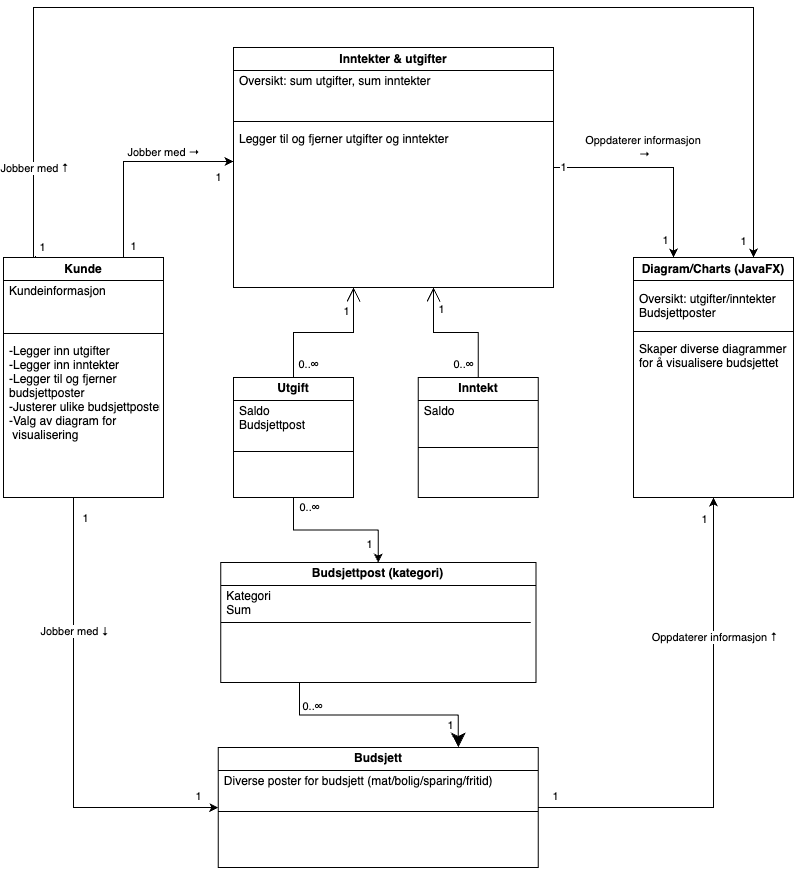 Inntekter & utgifter
Oversikt: sum utgifter, sum inntekter
Legger til og fjerner utgifter og inntekter
Jobber med ↑
Jobber med →
1
1
1
Oppdaterer informasjon
→
1
1
1
Kunde
Kundeinformasjon
-Legger inn utgifter
-Legger inn inntekter
-Legger til og fjerner
budsjettposter
-Justerer ulike budsjettposte
-Valg av diagram for
visualisering
Diagram/Charts (JavaFX)
Oversikt: utgifter/inntekter
Budsjettposter
Skaper diverse diagrammer
for å visualisere budsjettet
1
1
0..∞
0..∞
Utgift
Saldo
Budsjettpost
Inntekt
Saldo
1
0..∞
1
1
Budsjettpost (kategori)
Kategori
Sum
Jobber med ↓
Oppdaterer informasjon ↑
0..∞
1
Budsjett
Diverse poster for budsjett (mat/bolig/sparing/fritid)
1
1